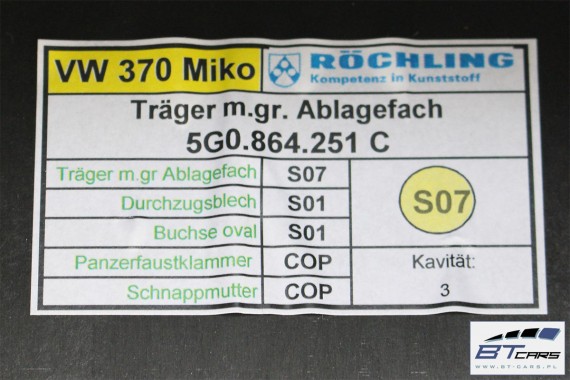 VW 370 Miko
RÖCHLING
Kompetenz in Kunststoff
Träger m.gr. Ablagefach
5G0.864.251 C
Träger m.gr Ablagefach S07
Durchzugsblech S01
Buchse oval S01
Panzerfaustklammer COP
Schnappmutter COP
S07
Kavität:
3
BT CARS
WWW.BT-CARS.PL